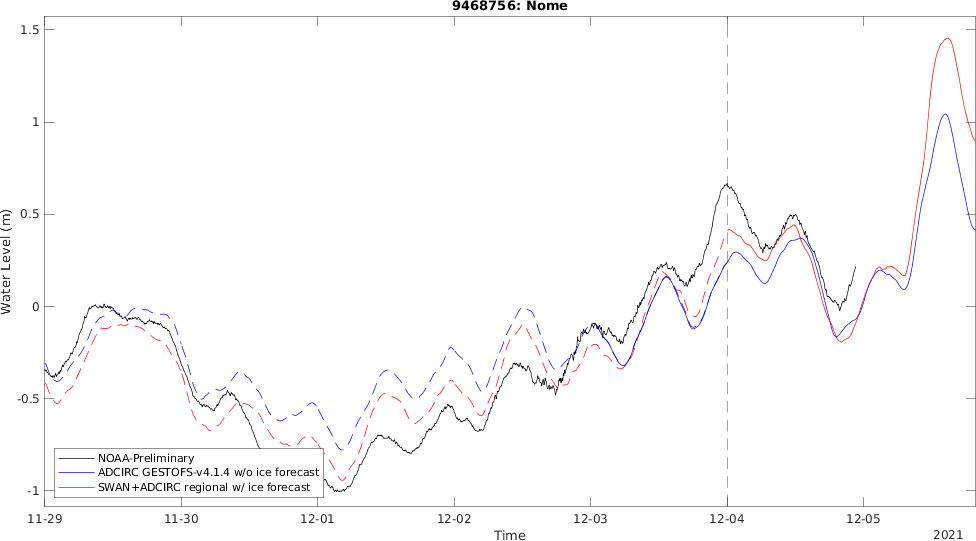 9468756: Nome
1.5
1
0.5
0
-0.5
-1
Water Level (m)
NOAA-Preliminary
ADCIRC GESTOFS-v4.1.4 w/o ice forecast
SWAN+ADCIRC regional w/ ice forecast
11-29 11-30 12-01 12-02 12-03 12-04 12-05
Time
2021